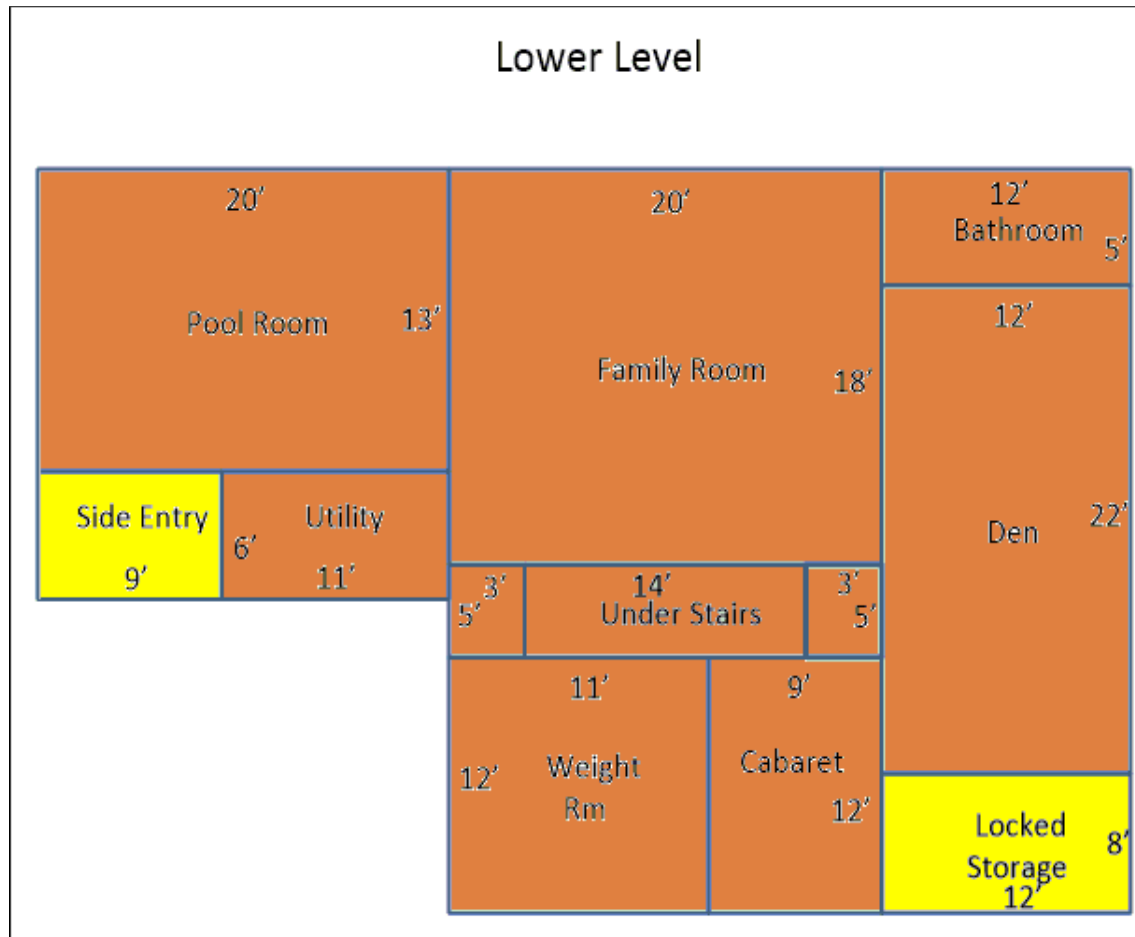 Lower Level
20’
Pool Room
13’
20’
Family Room
18’
12’
Bathroom
5’
12’
Den
22’
Side Entry
9’
6’
Utility
11’
3’
5’
14’
Under Stairs
3’
5’
11’
12’
Weight
Rm
9’
Cabaret
12’
Locked
Storage
8’
12’